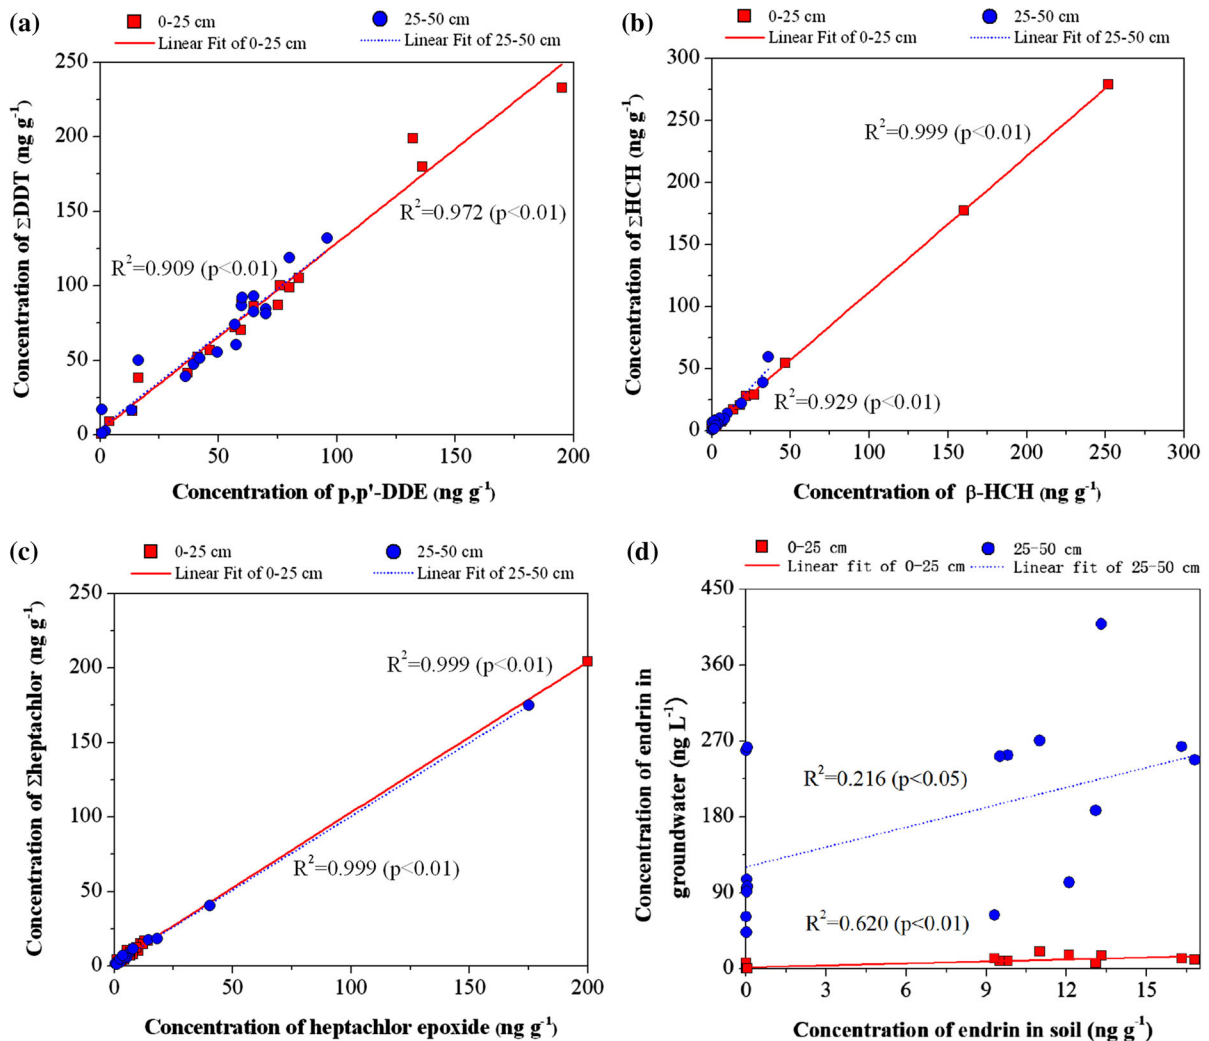 (a)
0-25 cm
25-50 cm
Linear Fit of 0-25 cm
Linear Fit of 25-50 cm
250
200
150
100
50
0
Concentration of ∑DDT (ng g⁻¹)
R²=0.972 (p<0.01)
R²=0.909 (p<0.01)
0
50
100
150
200
Concentration of p,p'-DDE (ng g⁻¹)
(b)
0-25 cm
25-50 cm
Linear Fit of 0-25 cm
Linear Fit of 25-50 cm
300
250
200
150
100
50
0
Concentration of ∑HCH (ng g⁻¹)
R²=0.999 (p<0.01)
R²=0.929 (p<0.01)
0
50
100
150
200
250
300
Concentration of β-HCH (ng g⁻¹)
(c)
0-25 cm
25-50 cm
Linear Fit of 0-25 cm
Linear Fit of 25-50 cm
250
200
150
100
50
0
Concentration of Σheptachlor (ng g⁻¹)
R²=0.999 (p<0.01)
R²=0.999 (p<0.01)
0
50
100
150
200
Concentration of heptachlor epoxide (ng g⁻¹)
(d)
0-25 cm
25-50 cm
Linear fit of 0-25 cm
Linear fit of 25-50 cm
450
360
270
180
90
0
Concentration of endrin in
groundwater (ng L⁻¹)
R²=0.216 (p<0.05)
R²=0.620 (p<0.01)
0
3
6
9
12
15
Concentration of endrin in soil (ng g⁻¹)